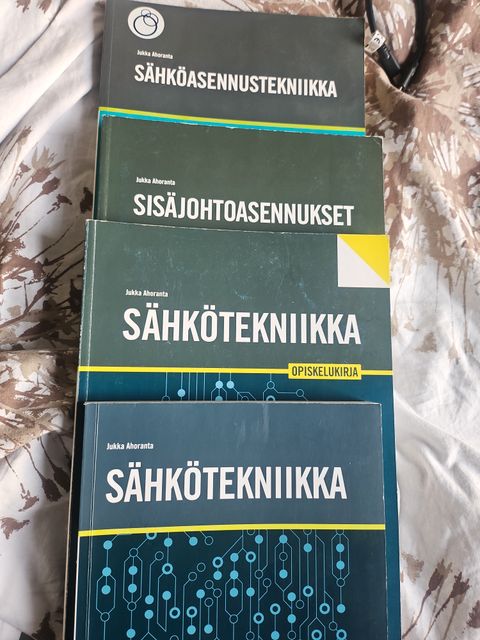 Jukka Ahoranta
SÄHKÖASENNUSTEKNIIKKA
Jukka Ahoranta
SISÄJOHTOASENNUKSET
Jukka Ahoranta
SÄHKÖTEKNIIKKA
OPISKELUKIRJA
Jukka Ahoranta
SÄHKÖTEKNIIKKA